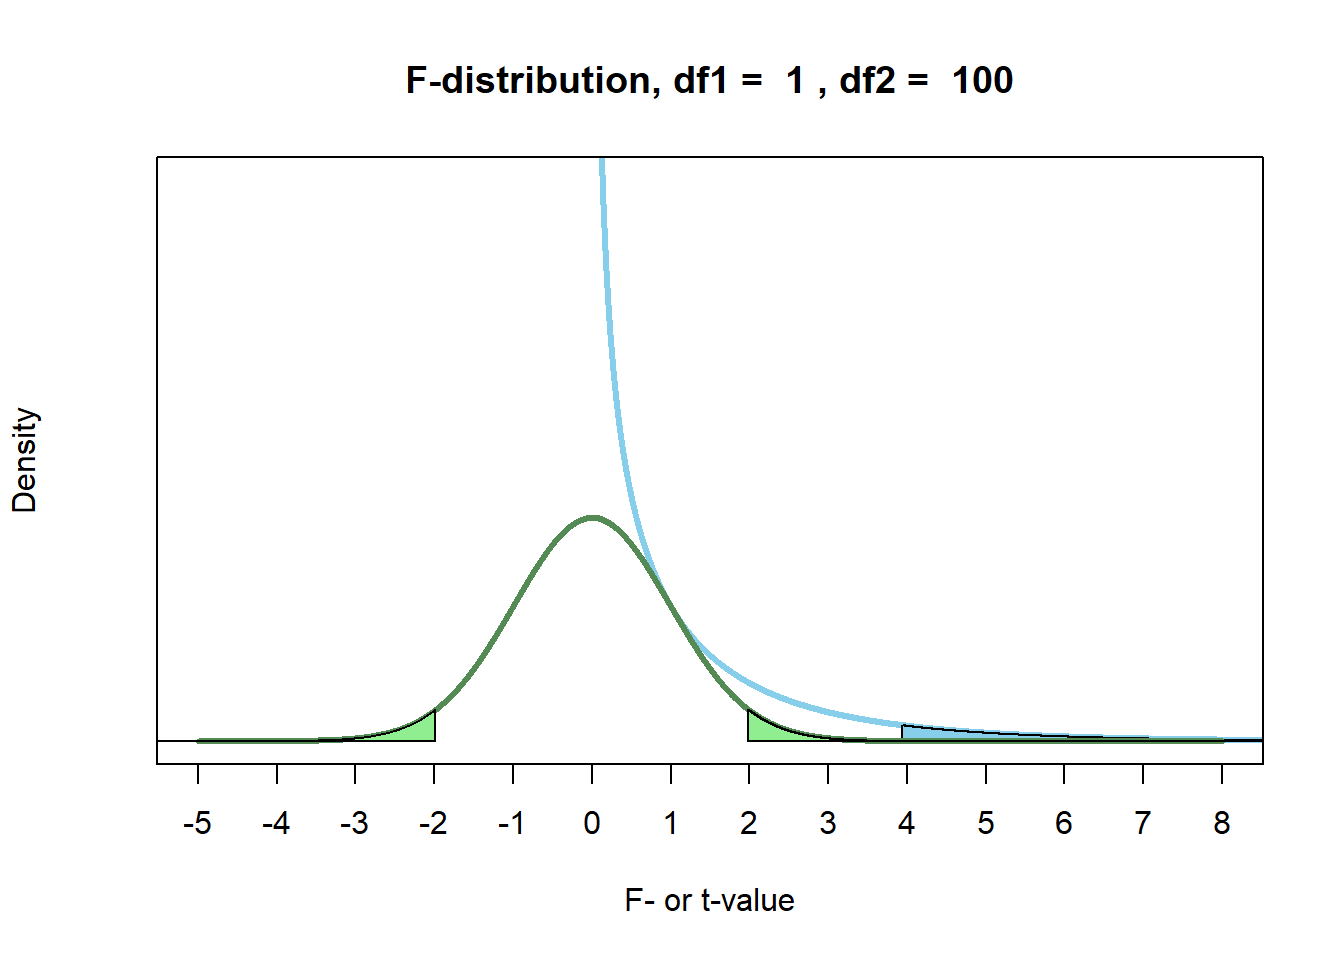 F-distribution, df1 =  1 , df2 =  100
Density
-5 -4 -3 -2 -1 0 1 2 3 4 5 6 7 8
F- or t-value